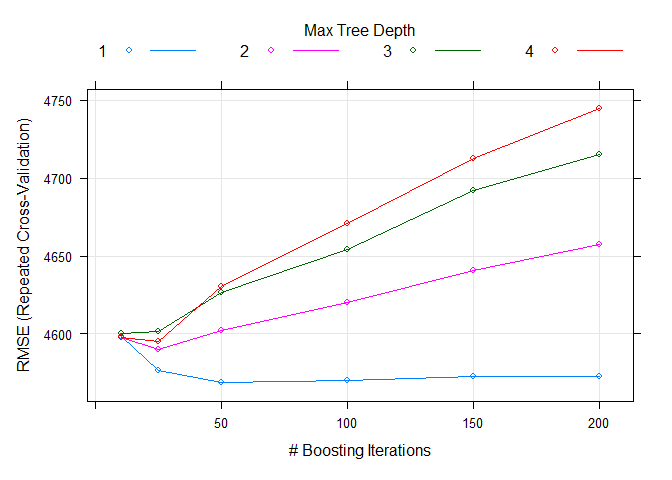 Max Tree Depth
1 2 3 4
4750
4700
4650
4600
RMSE (Repeated Cross-Validation)
50 100 150 200
# Boosting Iterations